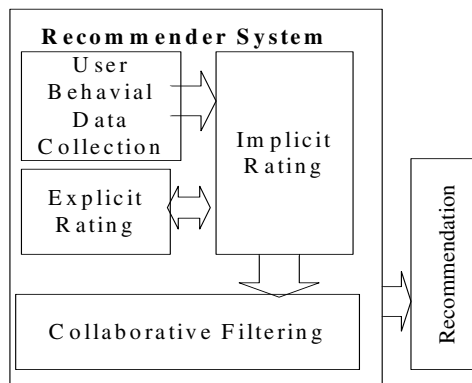 Recommender System
User
Behavial
Data
Collection
Implicit
Rating
Explicit
Rating
Collaborative Filtering
Recommendation